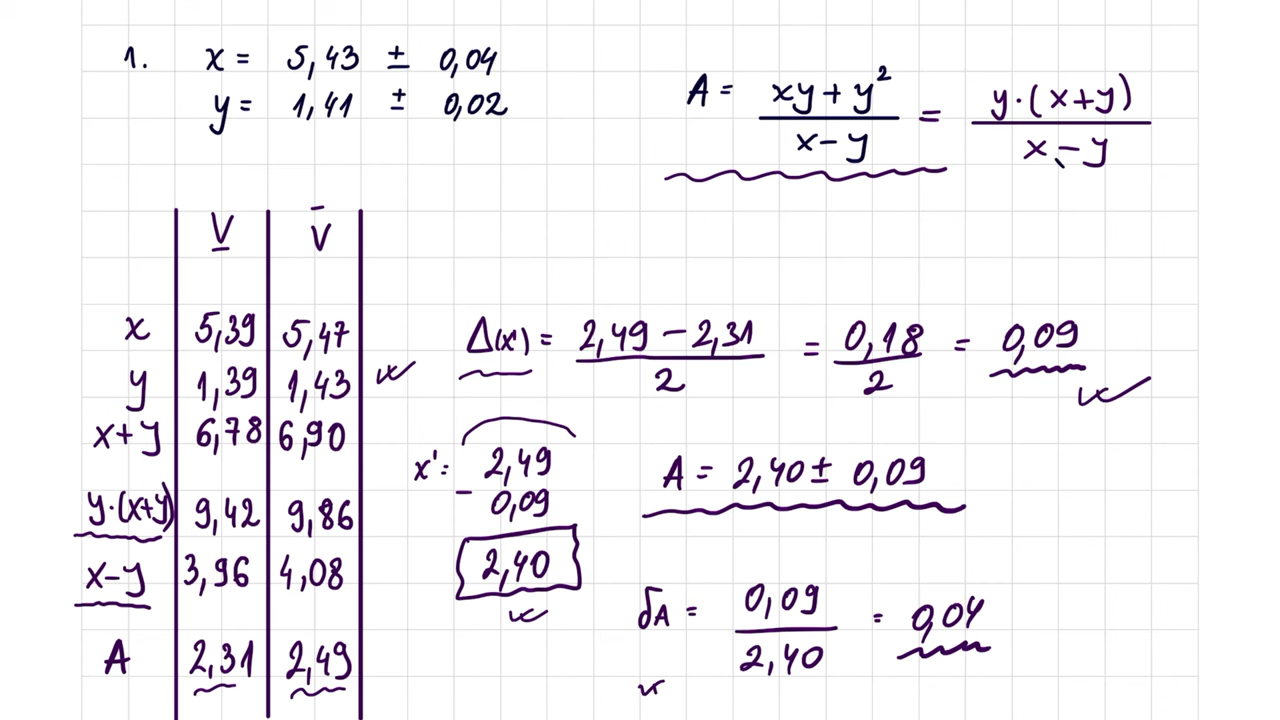 1. x = 5,43 ± 0,04
y = 1,41 ± 0,02
A = (xy + y²)/(x − y) = (y·(x+y))/(x − y)
V̲ V̄
x 5,39 5,47
y 1,39 1,43
x+y 6,78 6,90
y·(x+y) 9,42 9,86
x−y 3,96 4,08
A 2,31 2,49
Δ(x') = (2,49 − 2,31)/2 = 0,18/2 = 0,09
x' = 2,49
− 0,09
2,40
A = 2,40 ± 0,09
δA = 0,09/2,40 = 0,04